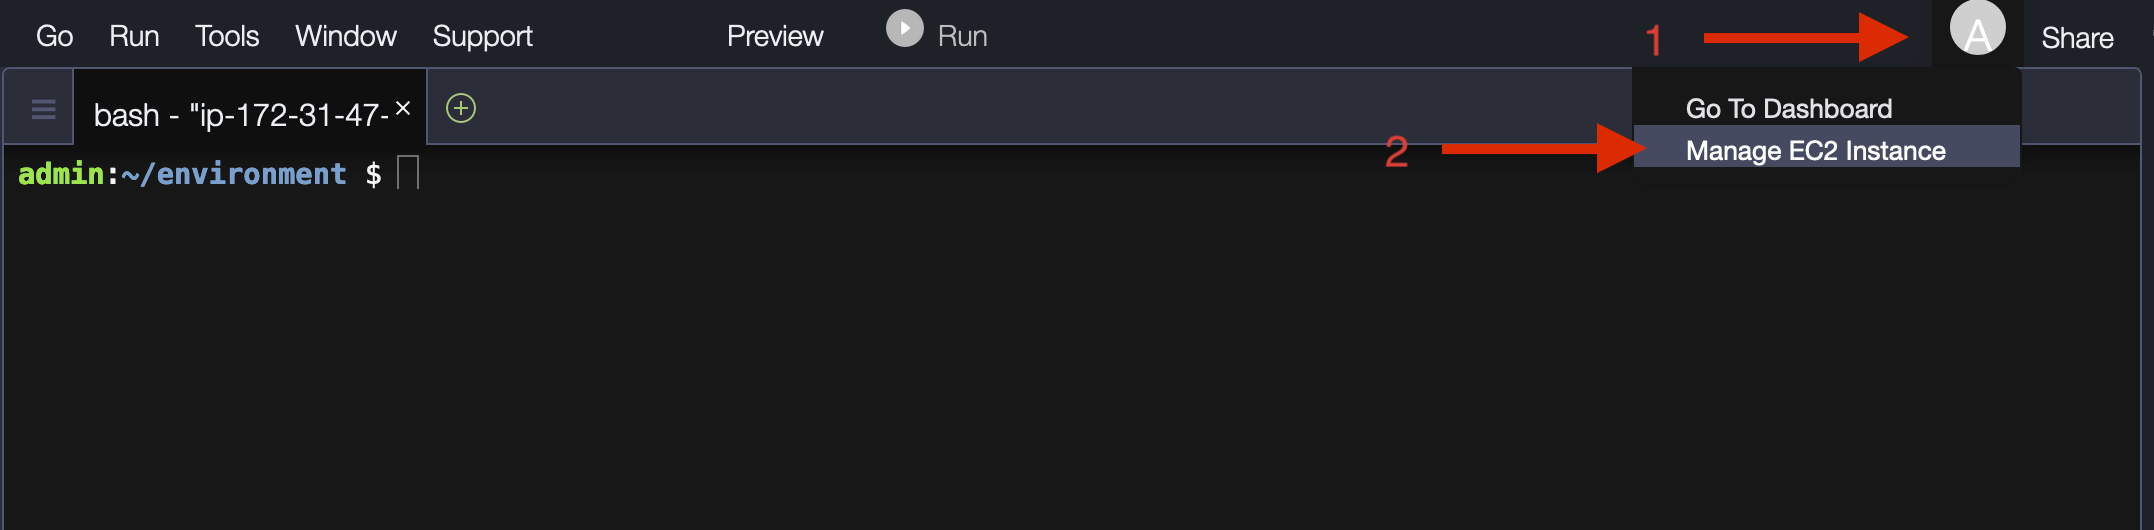 Go Run Tools Window Support Preview Run 1 A Share
bash - "ip-172-31-47- ×
Go To Dashboard
2 Manage EC2 Instance
admin:~/environment $